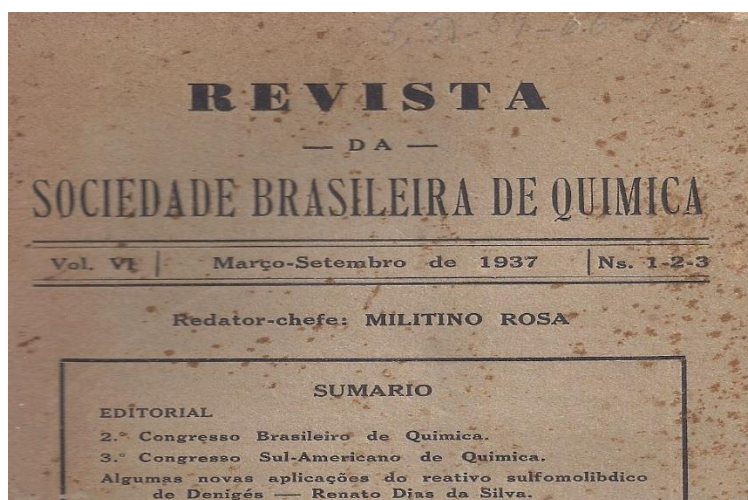 REVISTA
— DA —
SOCIEDADE BRASILEIRA DE QUIMICA
Vol. VI | Março-Setembro de 1937 | Ns. 1-2-3
Redator-chefe: MILITINO ROSA
SUMARIO
EDITORIAL
2.° Congresso Brasileiro de Quimica.
3.° Congresso Sul-Americano de Quimica.
Algumas novas aplicações do reativo sulfomolibdico
de Denigés — Renato Dias da Silva.